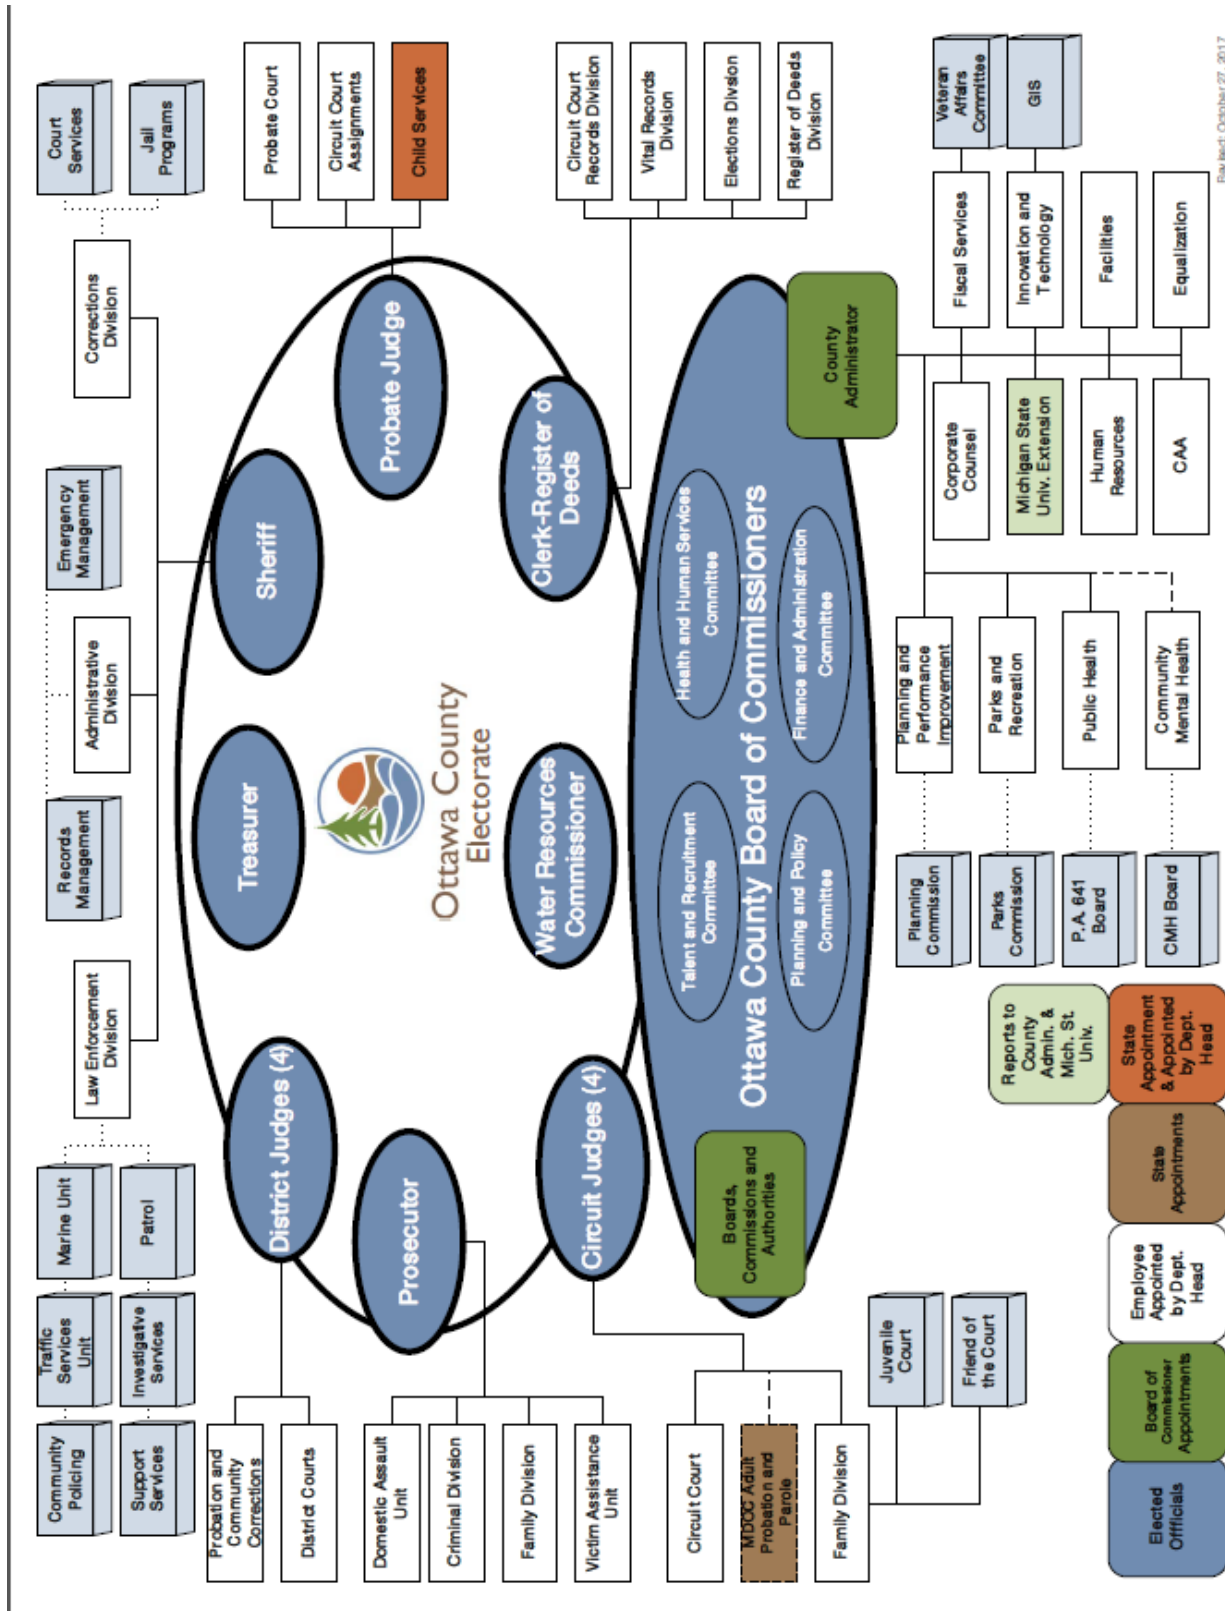 Community
Policing
Traffic
Services
Unit
Marine Unit
Support
Services
Investigative
Services
Patrol
Law Enforcement
Division
Records
Management
Administrative
Division
Emergency
Management
Corrections
Division
Court
Services
Jail
Programs
Probation and
Community
Corrections
District Courts
Domestic Assault
Unit
Criminal Division
Family Division
Victim Assistance
Unit
Circuit Court
MDOC Adult
Probation and
Parole
Family Division
Juvenile
Court
Friend of
the Court
District Judges (4)
Treasurer
Sheriff
Probate Judge
Prosecutor
Ottawa County
Electorate
Circuit Judges (4)
Water Resources
Commissioner
Clerk-Register of
Deeds
Probate Court
Circuit Court
Assignments
Child Services
Circuit Court
Records Division
Vital Records
Division
Elections Divsion
Register of Deeds
Division
Talent and Recruitment
Committee
Health and Human Services
Committee
Ottawa County Board of Commissioners
Planning and Policy
Committee
Finance and Administration
Committee
Boards,
Commissions and
Authorities
County
Administrator
Planning
Commission
Planning and
Performance
Improvement
Parks
Commission
Parks and
Recreation
P.A. 641
Board
Public Health
CMH Board
Community
Mental Health
Corporate
Counsel
Fiscal Services
Veteran
Affairs
Committee
Michigan State
Univ. Extension
Innovation and
Technology
GIS
Human
Resources
Facilities
CAA
Equalization
Reports to
County
Admin. &
Mich. St.
Univ.
Elected
Offficials
Board of
Commissioner
Appointments
Employee
Appointed
by Dept.
Head
State
Appointments
State
Appointment
& Appointed
by Dept.
Head
Revised: October 27, 2017